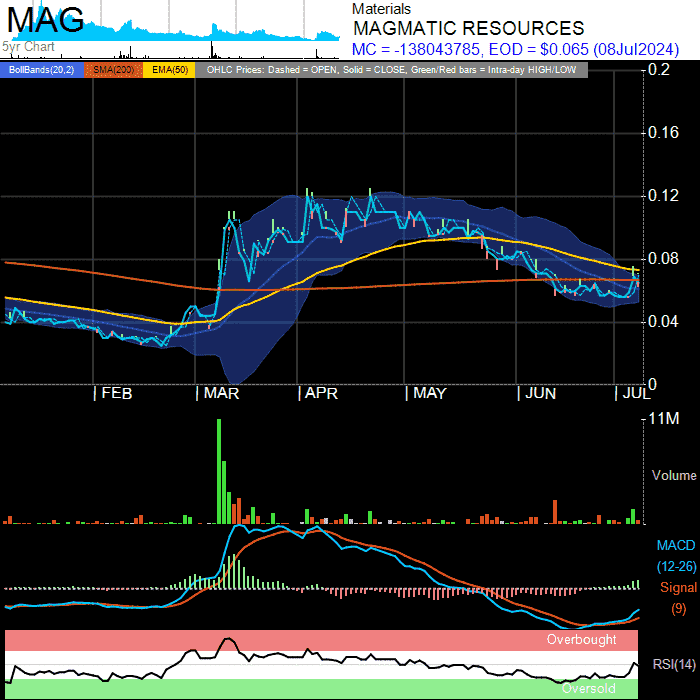 MAG
5yr Chart
Materials
MAGMATIC RESOURCES
MC = -138043785, EOD = $0.065 (08Jul2024)
BollBands(20,2) SMA(200) EMA(50) OHLC Prices: Dashed = OPEN, Solid = CLOSE, Green/Red bars = Intra-day HIGH/LOW
0.2
0.16
0.12
0.08
0.04
0
| FEB | MAR | APR | MAY | JUN | JUL
11M
Volume
MACD
(12-26)
Signal
(9)
Overbought
RSI(14)
Oversold